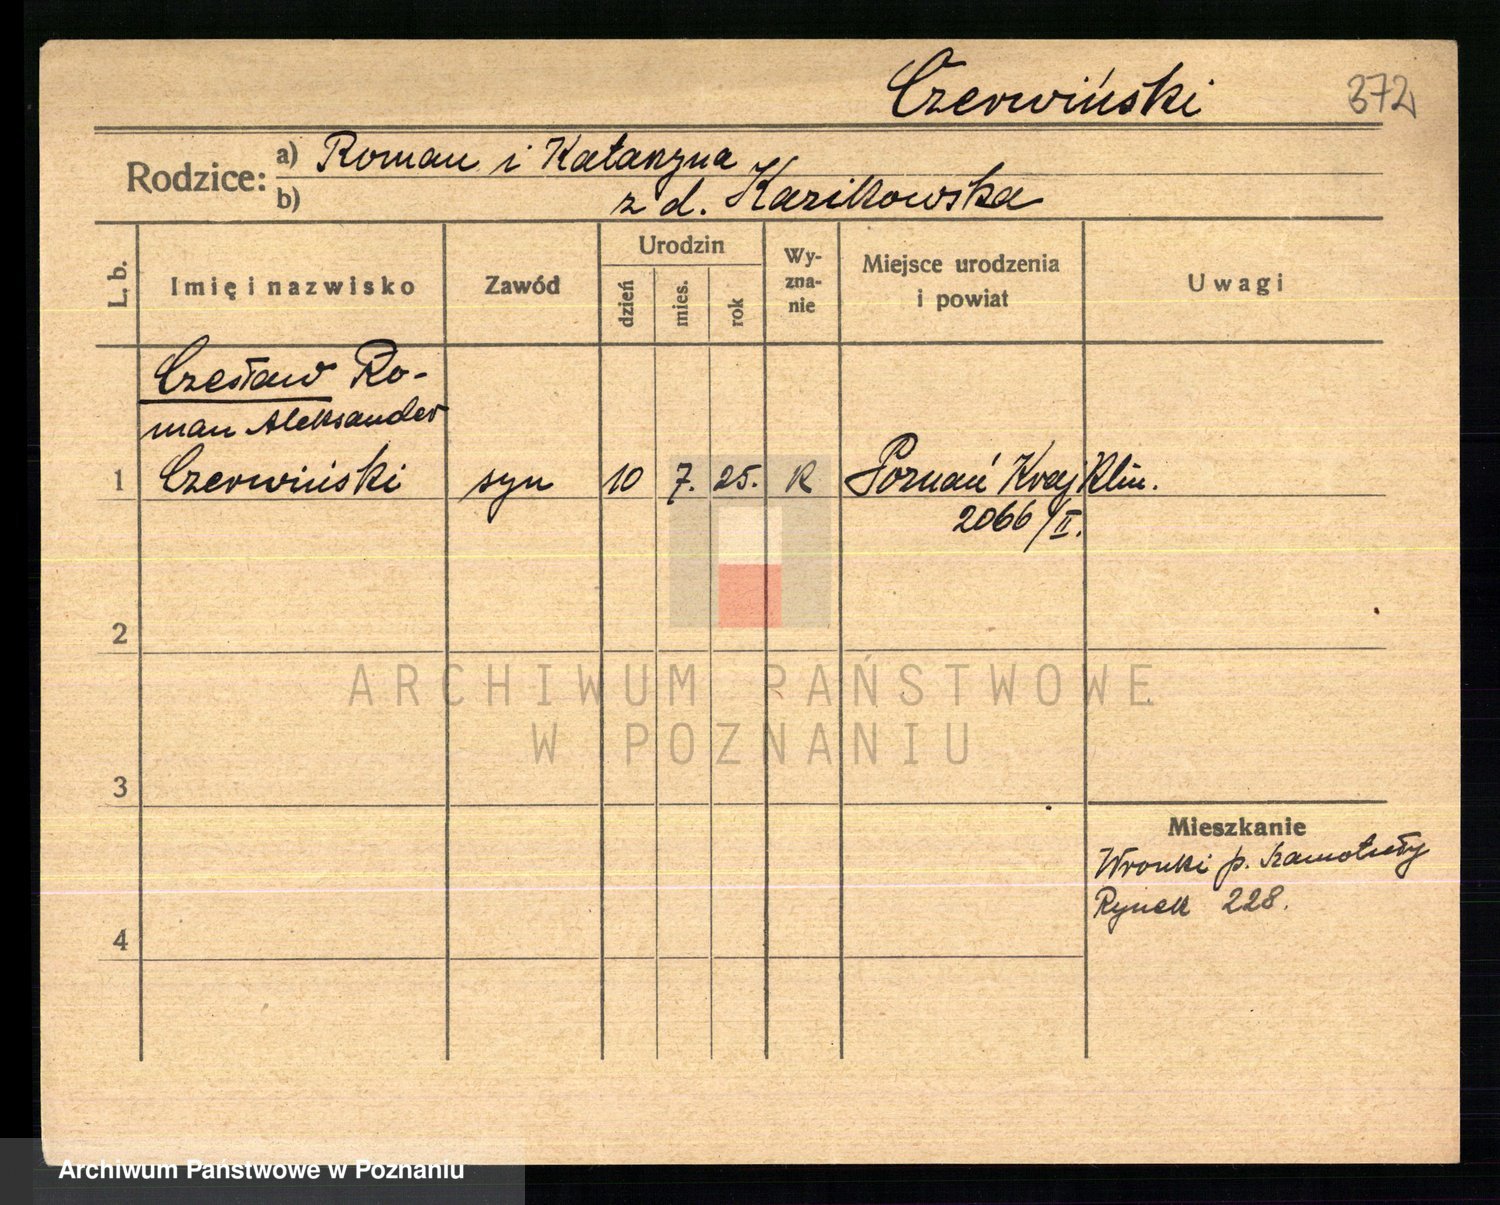 Czerwiński 372
Rodzice: a) Roman i Katarzyna
b) z d. Kazikowska
L. b. Imię i nazwisko Zawód Urodzin dzień mies. rok Wy-zna-nie Miejsce urodzenia i powiat Uwagi
Czesław Ro-
man Aleksander
1 Czerwiński syn 10 7. 25. R Poznań Kraj Klin.
2066/II.
2
ARCHIWUM PAŃSTWOWE
W POZNANIU
3
Mieszkanie
Wronki p. Szamotuły
Rynek 228.
4
Archiwum Państwowe w Poznaniu